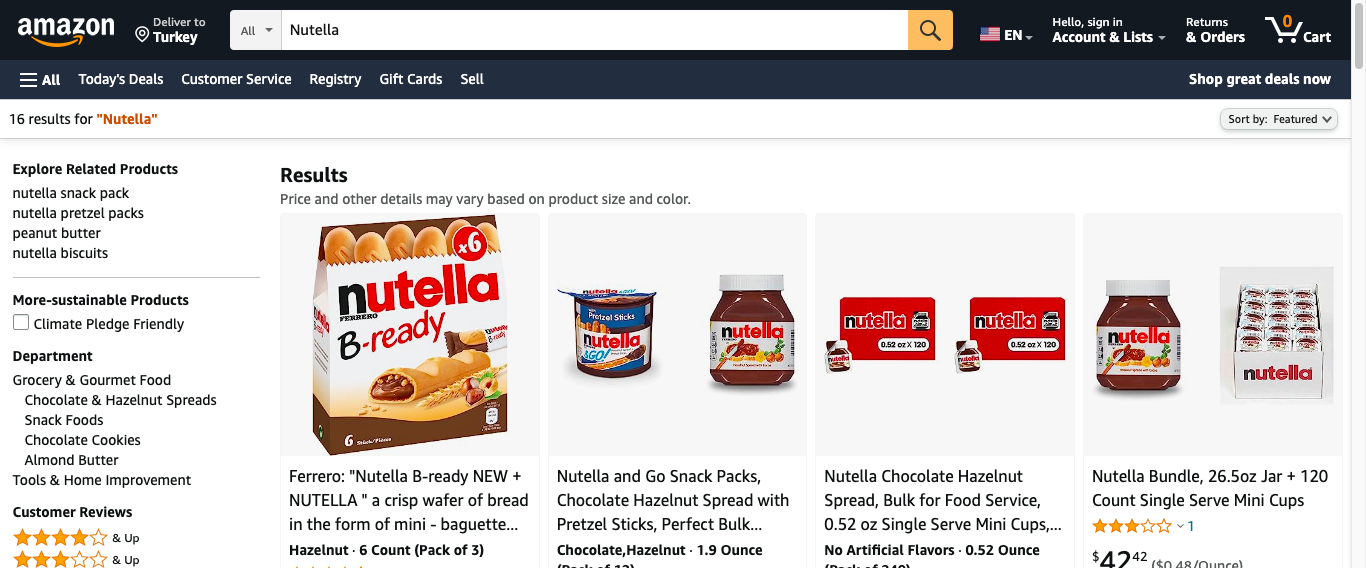 amazon
Deliver to
Turkey
All
Nutella
EN
Hello, sign in
Account & Lists
Returns
& Orders
0
Cart
All
Today's Deals
Customer Service
Registry
Gift Cards
Sell
Shop great deals now
16 results for "Nutella"
Sort by: Featured
Explore Related Products
nutella snack pack
nutella pretzel packs
peanut butter
nutella biscuits
More-sustainable Products
Climate Pledge Friendly
Department
Grocery & Gourmet Food
Chocolate & Hazelnut Spreads
Snack Foods
Chocolate Cookies
Almond Butter
Tools & Home Improvement
Customer Reviews
& Up
& Up
Results
Price and other details may vary based on product size and color.
x6
nutella
FERRERO
B-ready
6
Pretzel Sticks
nutella
&GO!
nutella
nutella
0.52 oz X 120
nutella
0.52 oz X 120
nutella
nutella
Ferrero: "Nutella B-ready NEW +
NUTELLA " a crisp wafer of bread
in the form of mini - baguette...
Hazelnut · 6 Count (Pack of 3)
Nutella and Go Snack Packs,
Chocolate Hazelnut Spread with
Pretzel Sticks, Perfect Bulk...
Chocolate,Hazelnut · 1.9 Ounce
Nutella Chocolate Hazelnut
Spread, Bulk for Food Service,
0.52 oz Single Serve Mini Cups,...
No Artificial Flavors · 0.52 Ounce
Nutella Bundle, 26.5oz Jar + 120
Count Single Serve Mini Cups
1
$42 42 ($0.48/Ounce)